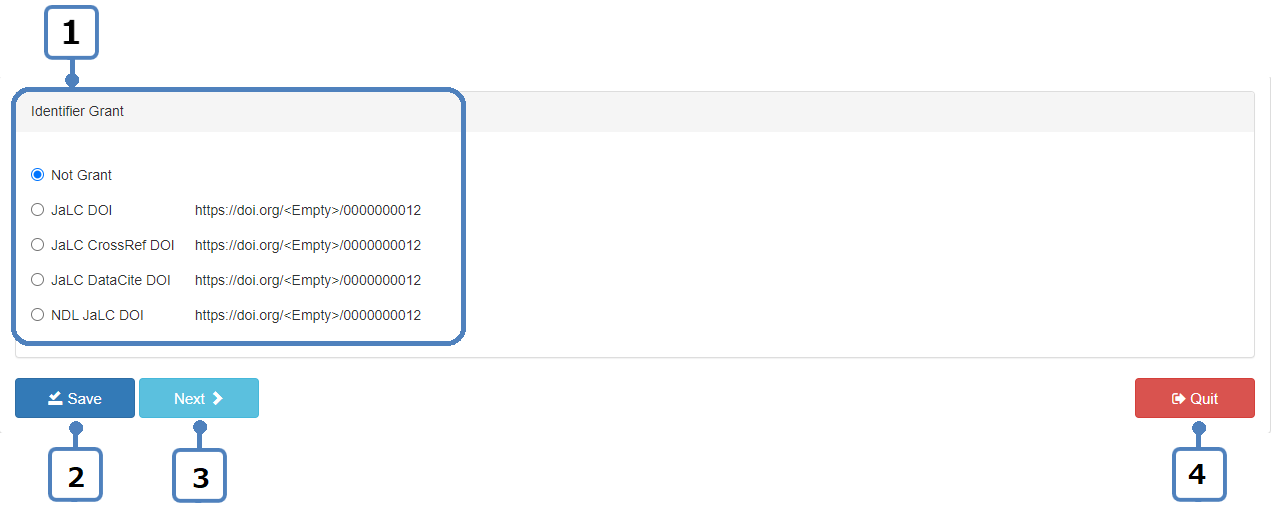 1
Identifier Grant
Not Grant
JaLC DOI https://doi.org/<Empty>/0000000012
JaLC CrossRef DOI https://doi.org/<Empty>/0000000012
JaLC DataCite DOI https://doi.org/<Empty>/0000000012
NDL JaLC DOI https://doi.org/<Empty>/0000000012
Save Next Quit
2 3 4